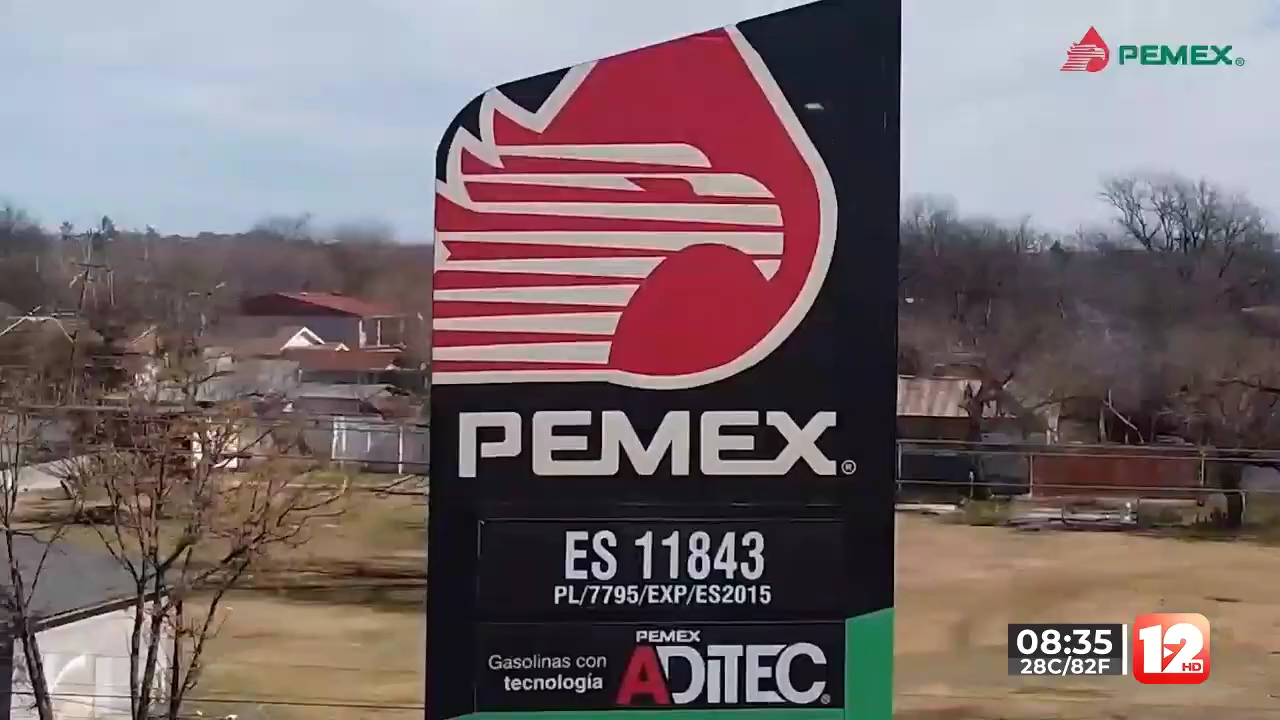 PEMEX®
PEMEX®
ES 11843
PL/7795/EXP/ES2015
PEMEX
Gasolinas con
tecnología
ADITEC®
08:35
28C/82F
12
HD